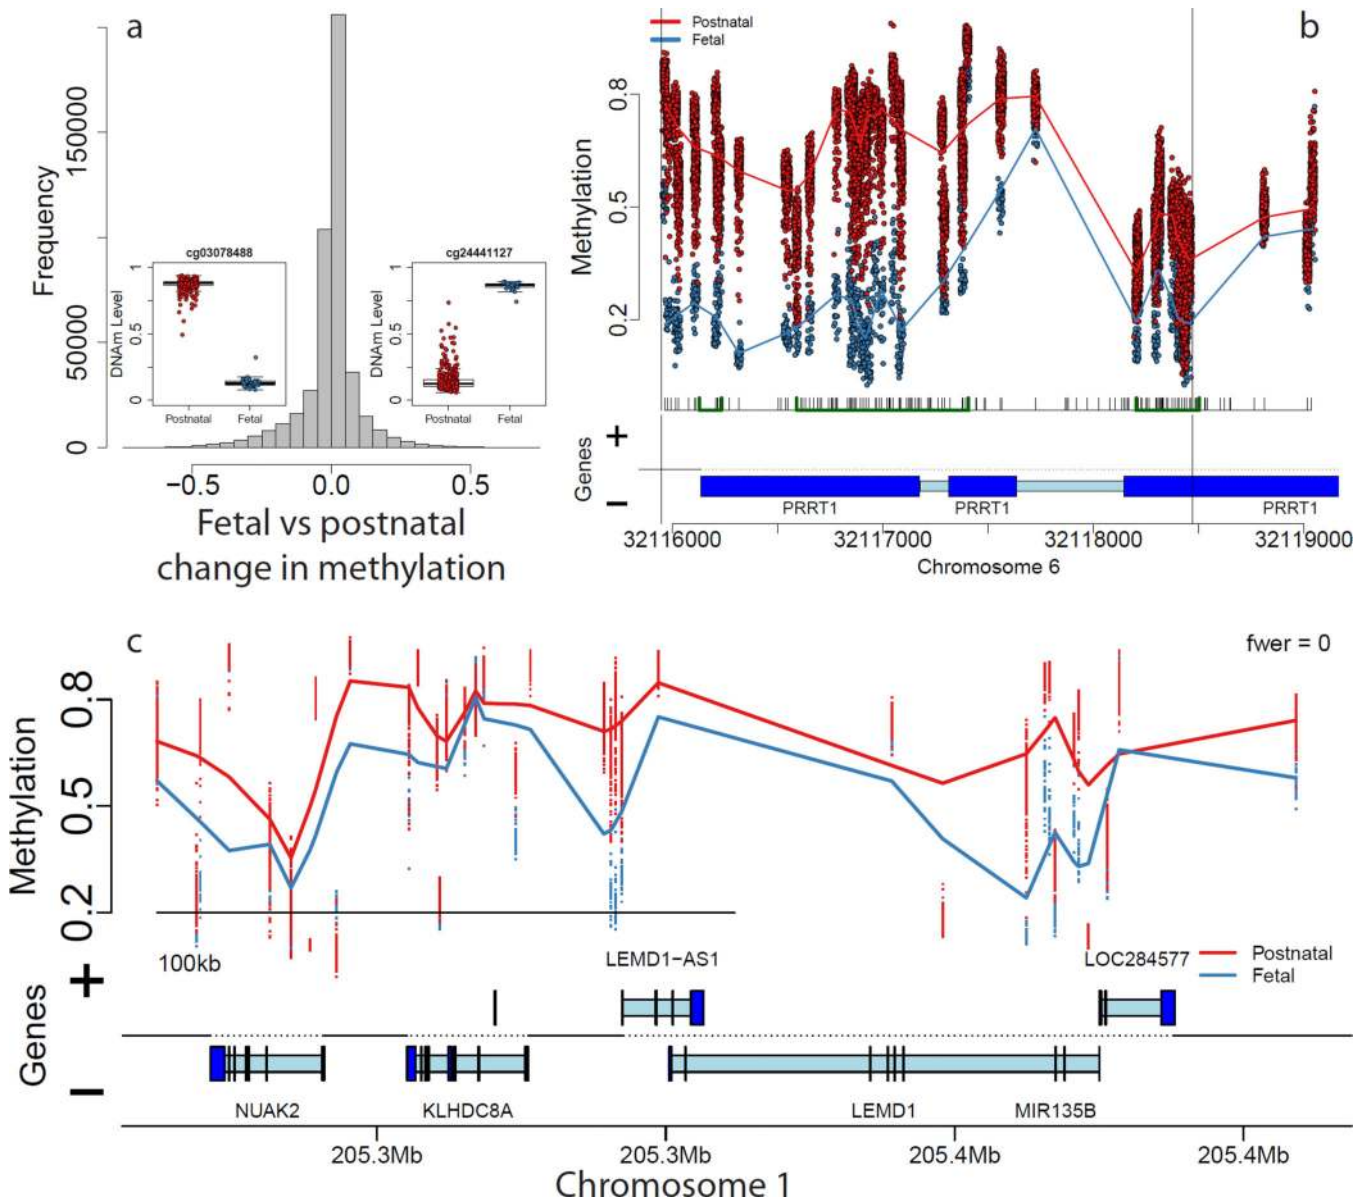 a
Frequency
0
50000
150000
cg03078488
DNAm Level
0
0.5
1
Postnatal
Fetal
cg24441127
DNAm Level
0
0.5
1
Postnatal
Fetal
−0.5
0.0
0.5
Fetal vs postnatal
change in methylation
b
Postnatal
Fetal
Methylation
0.2
0.5
0.8
Genes
+
−
PRRT1
PRRT1
PRRT1
32116000
32117000
32118000
32119000
Chromosome 6
c
fwer = 0
Methylation
0.2
0.5
0.8
100kb
LEMD1−AS1
LOC284577
Postnatal
Fetal
Genes
+
−
NUAK2
KLHDC8A
LEMD1
MIR135B
205.3Mb
205.3Mb
205.4Mb
205.4Mb
Chromosome 1